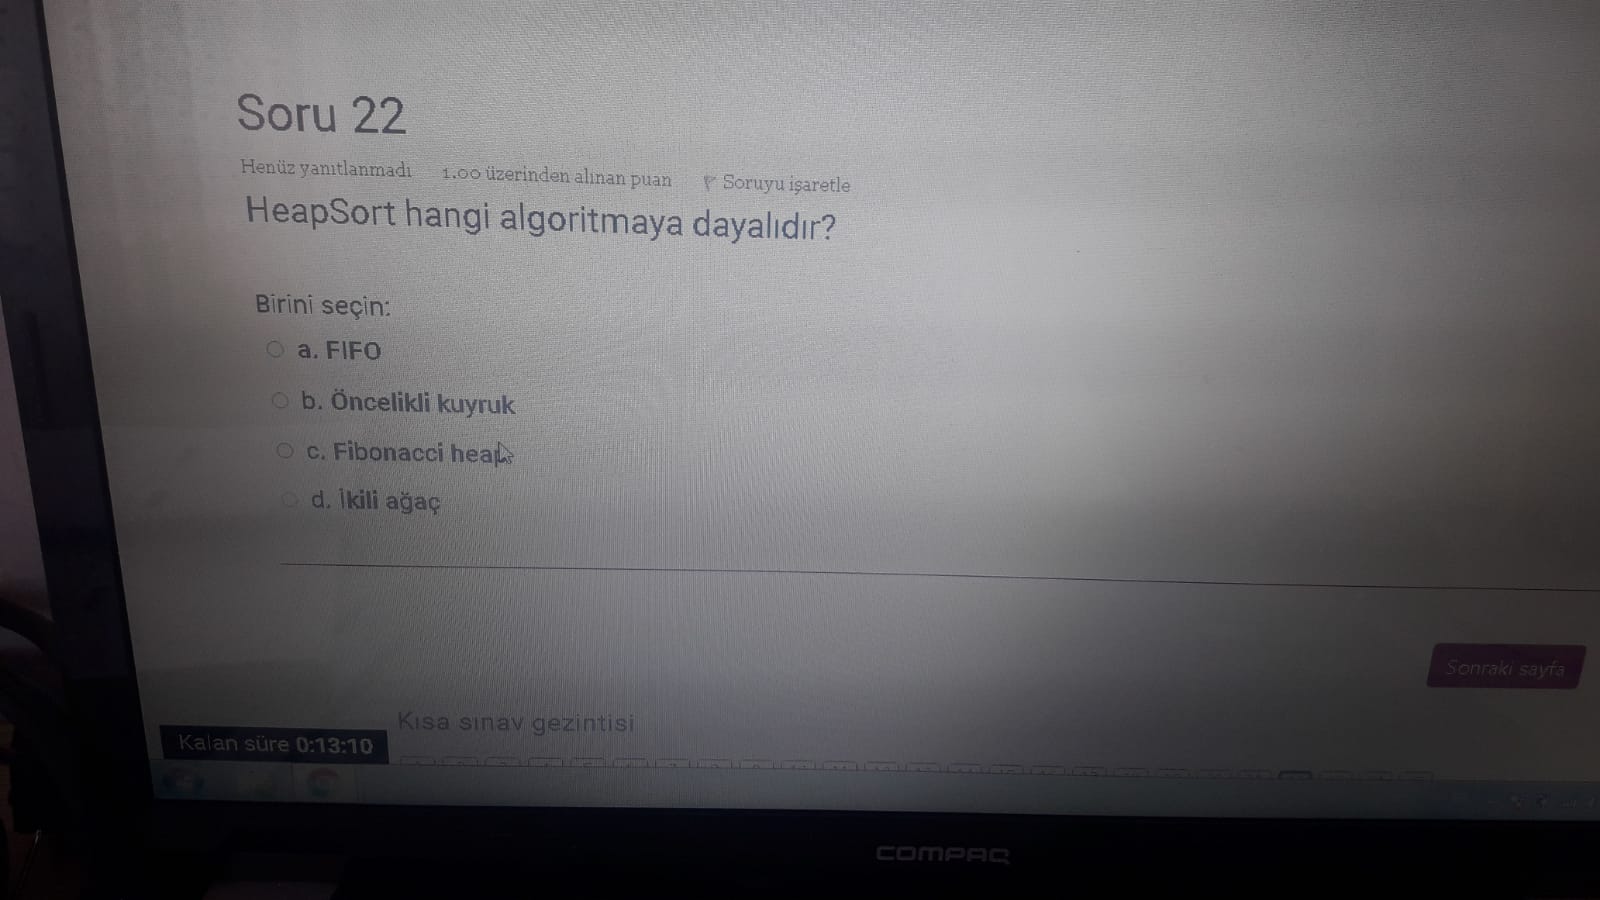 Soru 22
Henüz yanıtlanmadı 1.00 üzerinden alınan puan Soruyu işaretle
HeapSort hangi algoritmaya dayalıdır?
Birini seçin:
a. FIFO
b. Öncelikli kuyruk
c. Fibonacci heap
d. İkili ağaç
Sonraki sayfa
Kısa sınav gezintisi
Kalan süre 0:13:10
COMPAQ